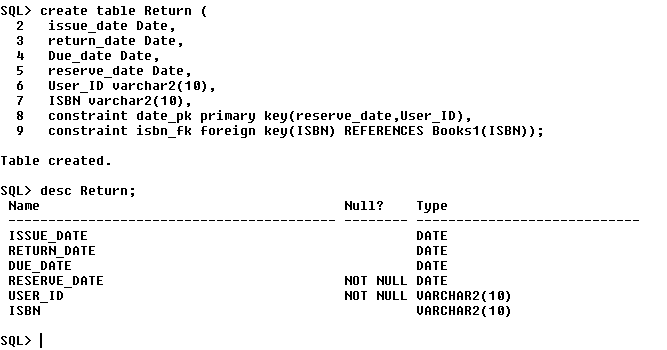 SQL> create table Return (
  2   issue_date Date,
  3   return_date Date,
  4   Due_date Date,
  5   reserve_date Date,
  6   User_ID varchar2(10),
  7   ISBN varchar2(10),
  8   constraint date_pk primary key(reserve_date,User_ID),
  9   constraint isbn_fk foreign key(ISBN) REFERENCES Books1(ISBN));
Table created.
SQL> desc Return;
 Name                                      Null?    Type
 ----------------------------------------- -------- ----------------------------
 ISSUE_DATE                                         DATE
 RETURN_DATE                                        DATE
 DUE_DATE                                           DATE
 RESERVE_DATE                              NOT NULL DATE
 USER_ID                                   NOT NULL VARCHAR2(10)
 ISBN                                               VARCHAR2(10)
SQL>